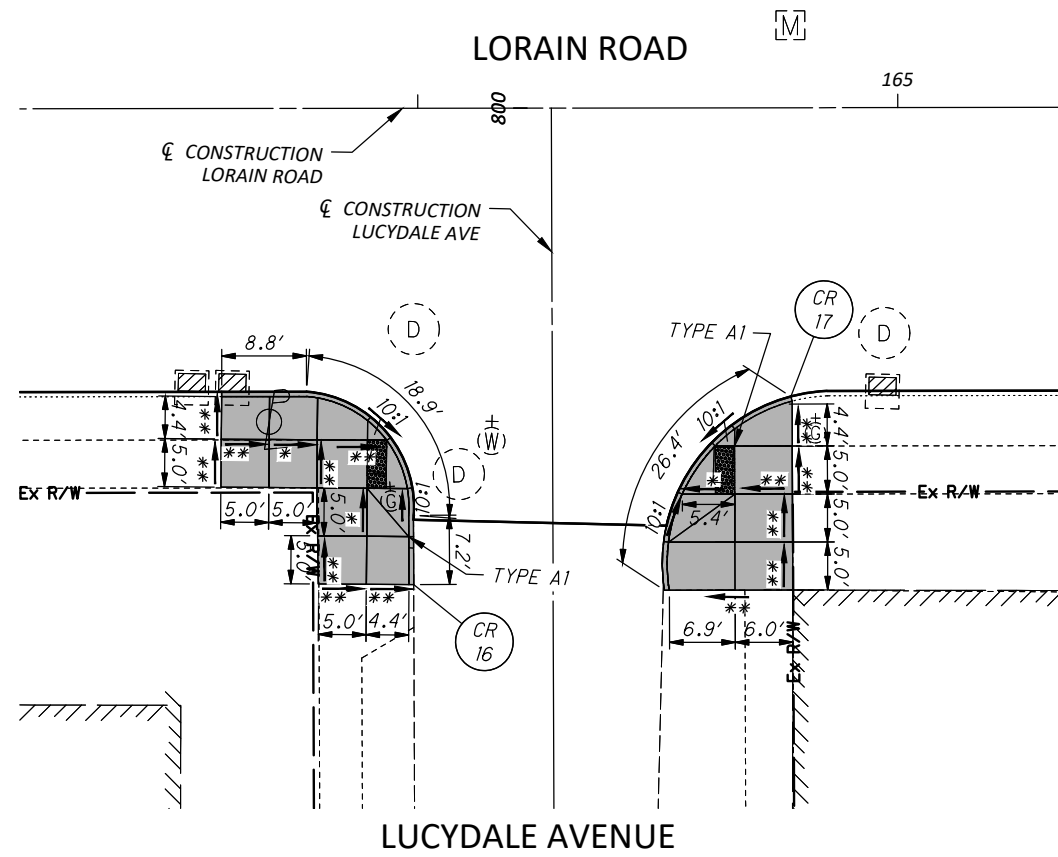 [M]
LORAIN ROAD
165
800
℄ CONSTRUCTION
LORAIN ROAD
℄ CONSTRUCTION
LUCYDALE AVE
CR
17
D
TYPE A1
D
8.8'
18.9'
10:1
26.4'
10:1
4.4'
**
**
4.4'
(W)
(G)
D
5.0'
**
**
*
**
**
*
**
**
5.0'
Ex R/W
(G)
10:1
10:1
5.4'
Ex R/W
5.0'
5.0'
5.0'
*
**
5.0'
Ex R/W
7.2'
5.0'
**
5.0'
TYPE A1
**
**
**
5.0'
4.4'
CR
16
6.9'
6.0'
Ex R/W
LUCYDALE AVENUE